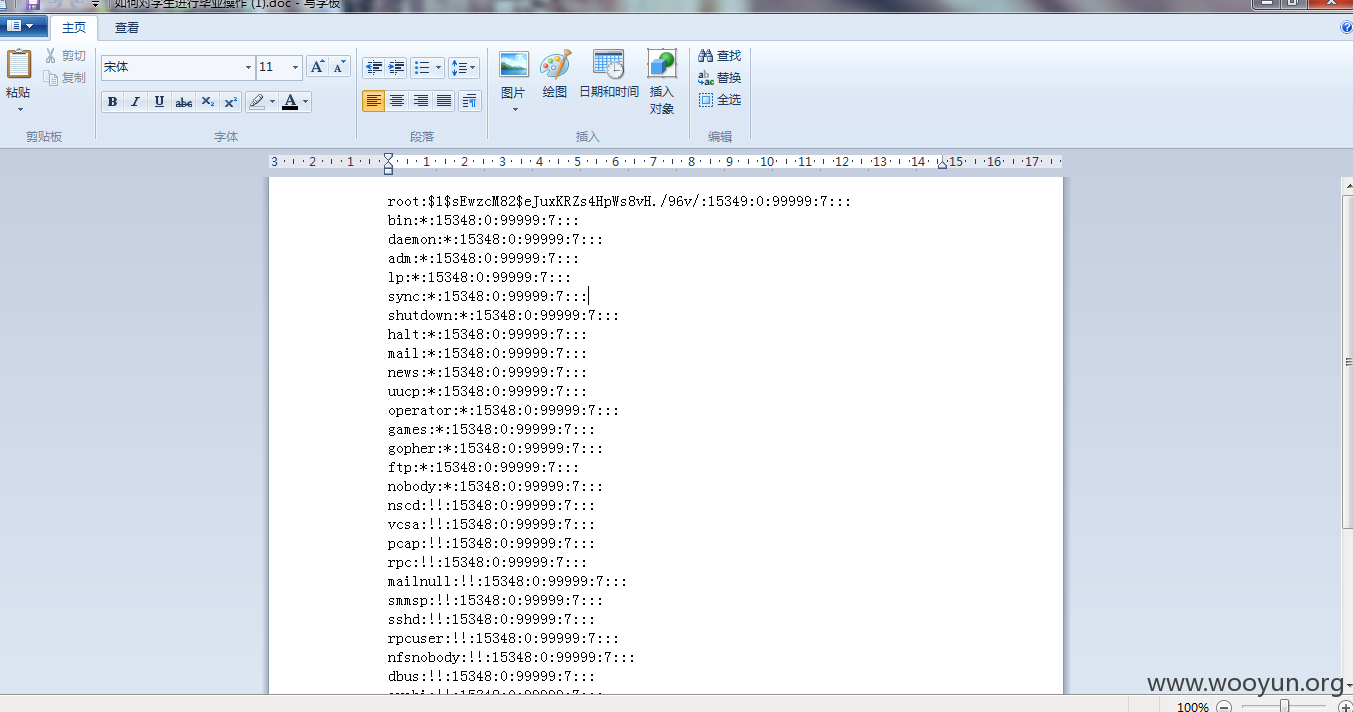 如何对学生进行毕业操作 (1).doc - 写字板
主页 查看
剪切
复制
粘贴
宋体 11
查找
替换
全选
图片 绘图 日期和时间 插入
对象
剪贴板 字体 段落 插入 编辑
3 2 1 1 2 3 4 5 6 7 8 9 10 11 12 13 14 15 16 17
root:$1$sEwzcM82$eJuxKRZs4HpWs8vH./96v/:15349:0:99999:7:::
bin:*:15348:0:99999:7:::
daemon:*:15348:0:99999:7:::
adm:*:15348:0:99999:7:::
lp:*:15348:0:99999:7:::
sync:*:15348:0:99999:7:::
shutdown:*:15348:0:99999:7:::
halt:*:15348:0:99999:7:::
mail:*:15348:0:99999:7:::
news:*:15348:0:99999:7:::
uucp:*:15348:0:99999:7:::
operator:*:15348:0:99999:7:::
games:*:15348:0:99999:7:::
gopher:*:15348:0:99999:7:::
ftp:*:15348:0:99999:7:::
nobody:*:15348:0:99999:7:::
nscd:!!:15348:0:99999:7:::
vcsa:!!:15348:0:99999:7:::
pcap:!!:15348:0:99999:7:::
rpc:!!:15348:0:99999:7:::
mailnull:!!:15348:0:99999:7:::
smmsp:!!:15348:0:99999:7:::
sshd:!!:15348:0:99999:7:::
rpcuser:!!:15348:0:99999:7:::
nfsnobody:!!:15348:0:99999:7:::
dbus:!!:15348:0:99999:7:::
www.wooyun.org
100%